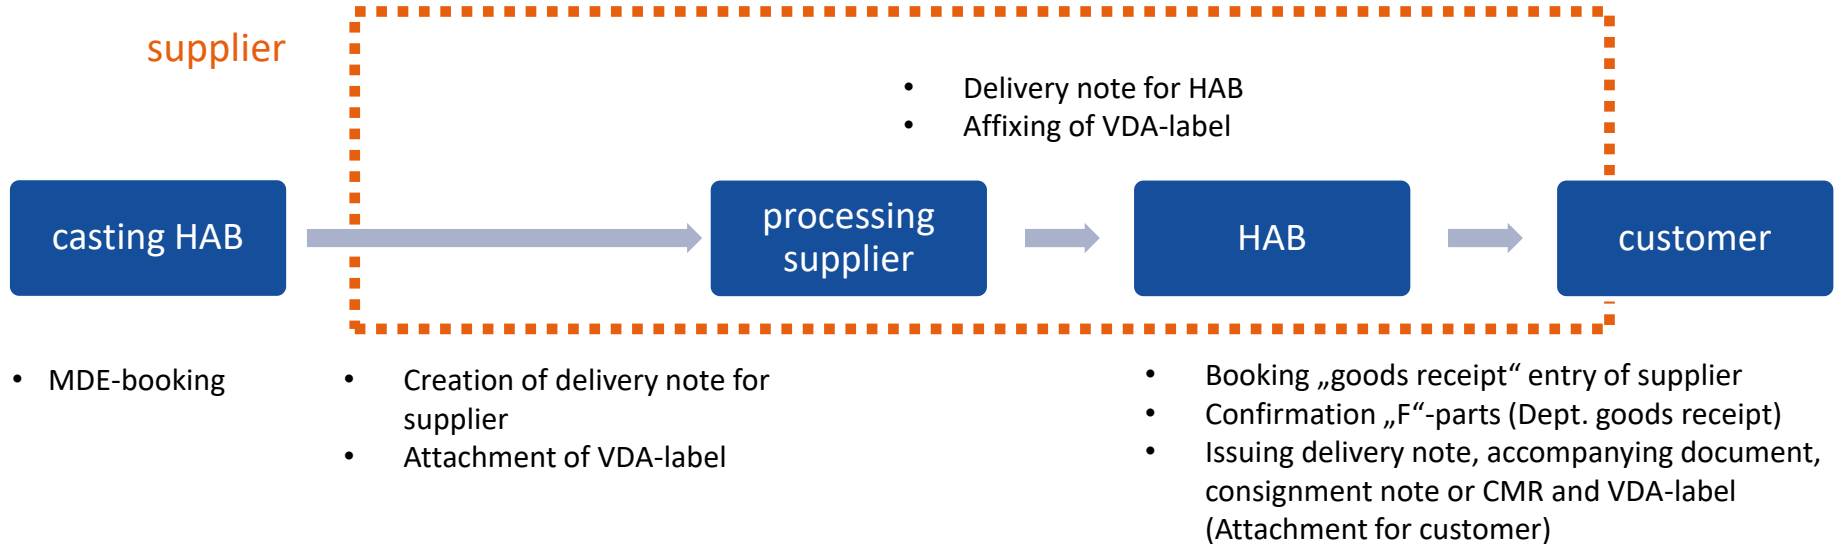 supplier
• Delivery note for HAB
• Affixing of VDA-label
casting HAB
processing
supplier
HAB
customer
• MDE-booking
• Creation of delivery note for
supplier
• Attachment of VDA-label
• Booking „goods receipt“ entry of supplier
• Confirmation „F“-parts (Dept. goods receipt)
• Issuing delivery note, accompanying document,
consignment note or CMR and VDA-label
(Attachment for customer)